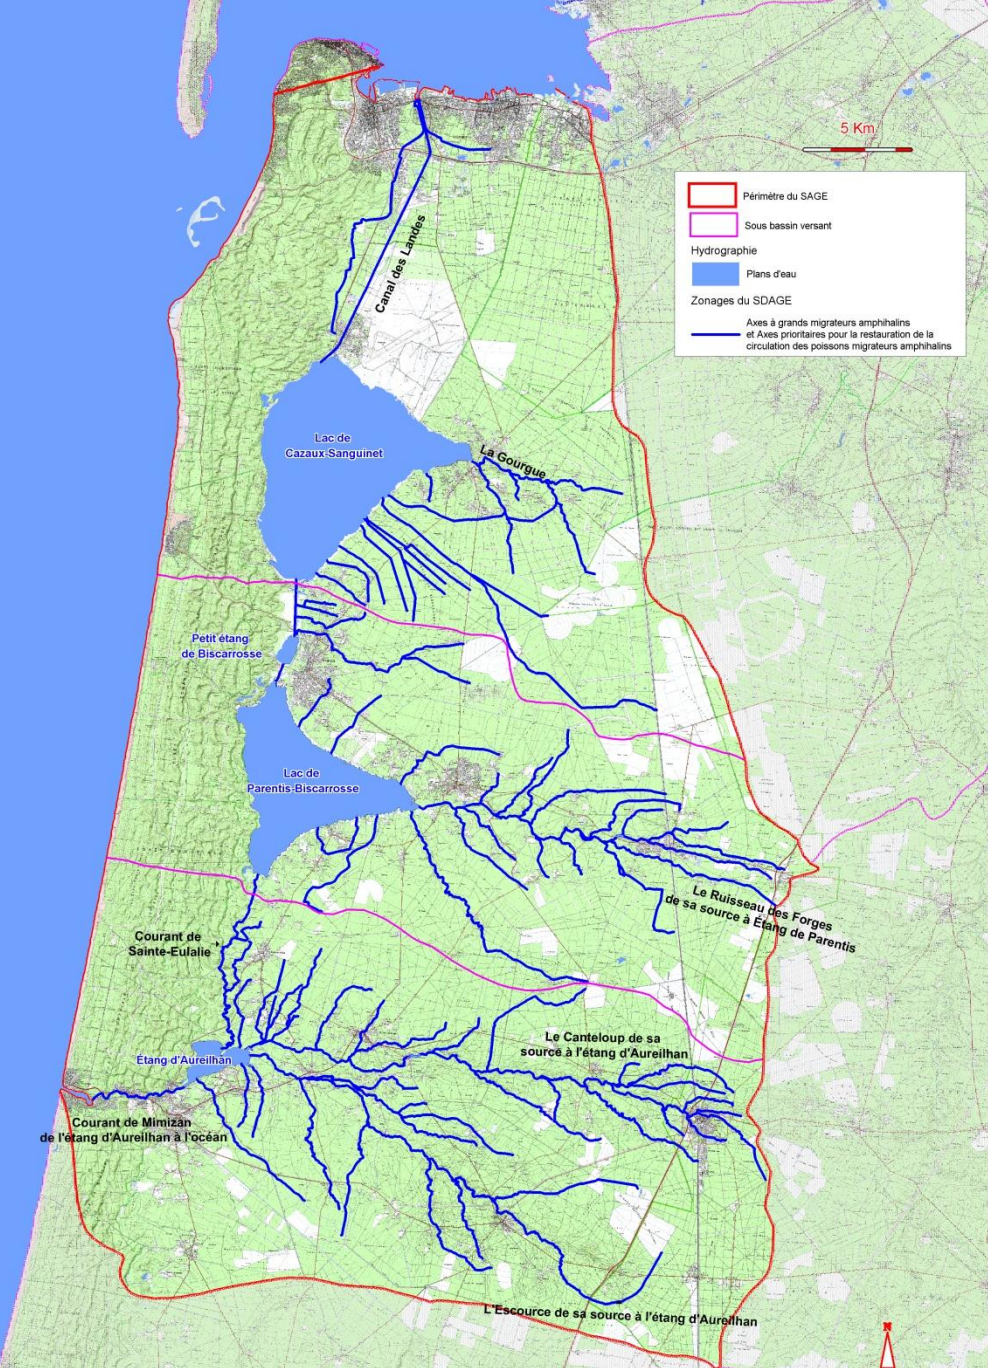 5 Km
Périmètre du SAGE
Sous bassin versant
Hydrographie
Plans d'eau
Zonages du SDAGE
Axes à grands migrateurs amphihalins
et Axes prioritaires pour la restauration de la
circulation des poissons migrateurs amphihalins
Canal des Landes
Lac de
Cazaux-Sanguinet
La Gourgue
Petit étang
de Biscarrosse
Lac de
Parentis-Biscarrosse
Le Ruisseau des Forges
de sa source à Étang de Parentis
Courant de
Sainte-Eulalie
Le Canteloup de sa
source à l'étang d'Aureilhan
Étang d'Aureilhan
Courant de Mimizan
de l'étang d'Aureilhan à l'océan
L'Escource de sa source à l'étang d'Aureilhan
N